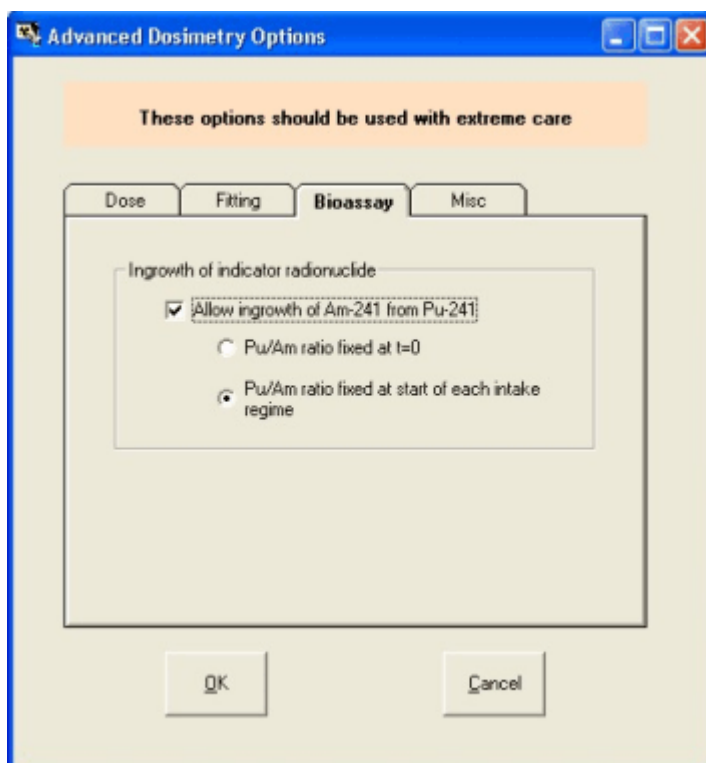 Advanced Dosimetry Options
These options should be used with extreme care
Dose Fitting Bioassay Misc
Ingrowth of indicator radionuclide
Allow ingrowth of Am-241 from Pu-241
Pu/Am ratio fixed at t=0
Pu/Am ratio fixed at start of each intake
regime
OK Cancel